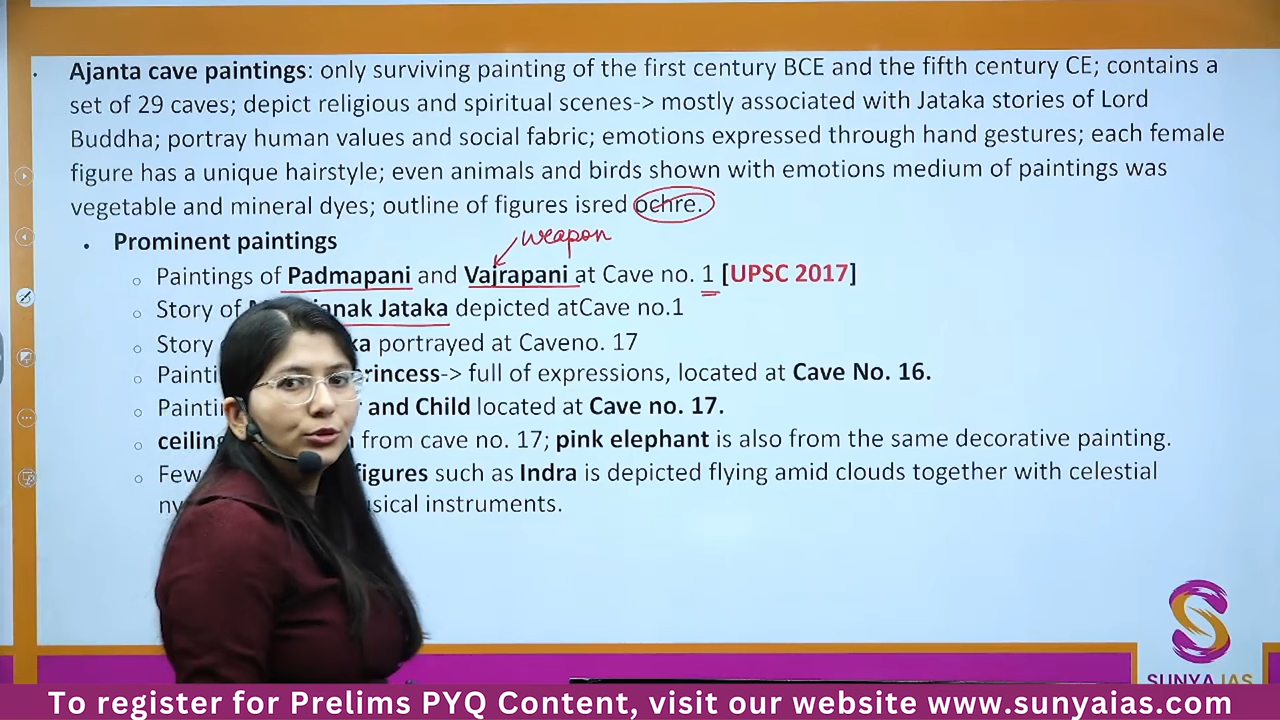 Ajanta cave paintings: only surviving painting of the first century BCE and the fifth century CE; contains a
set of 29 caves; depict religious and spiritual scenes-> mostly associated with Jataka stories of Lord
Buddha; portray human values and social fabric; emotions expressed through hand gestures; each female
figure has a unique hairstyle; even animals and birds shown with emotions medium of paintings was
vegetable and mineral dyes; outline of figures isred ochre.
weapon
• Prominent paintings
Paintings of Padmapani and Vajrapani at Cave no. 1 [UPSC 2017]
Story of Jataka depicted atCave no.1
Story portrayed at Caveno. 17
-> full of expressions, located at Cave No. 16.
and Child located at Cave no. 17.
from cave no. 17; pink elephant is also from the same decorative painting.
Few figures such as Indra is depicted flying amid clouds together with celestial
instruments.
S
SUNYA IAS
To register for Prelims PYQ Content, visit our website www.sunyaias.com